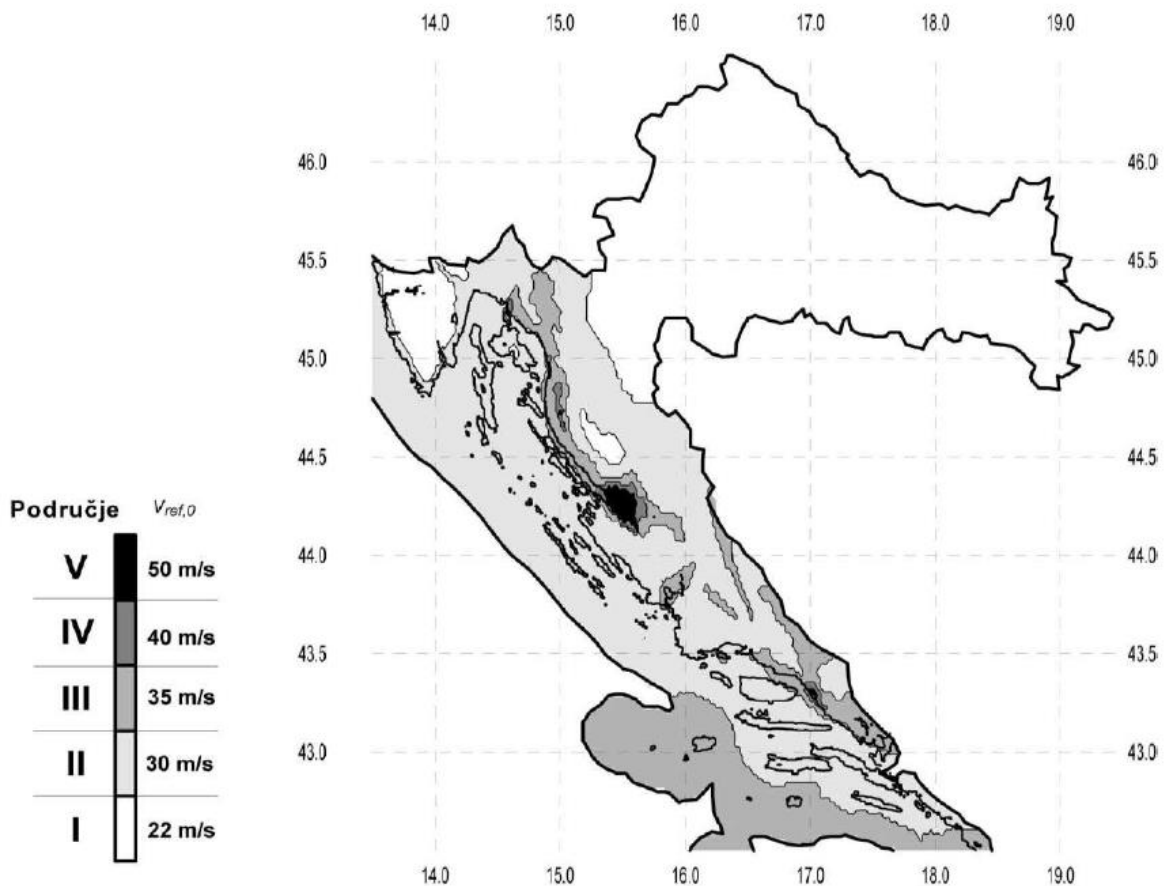 14.0 15.0 16.0 17.0 18.0 19.0
46.0 46.0
45.5 45.5
45.0 45.0
44.5 44.5
44.0 44.0
43.5 43.5
43.0 43.0
14.0 15.0 16.0 17.0 18.0 19.0
Područje Vref,0
V 50 m/s
IV 40 m/s
III 35 m/s
II 30 m/s
I 22 m/s